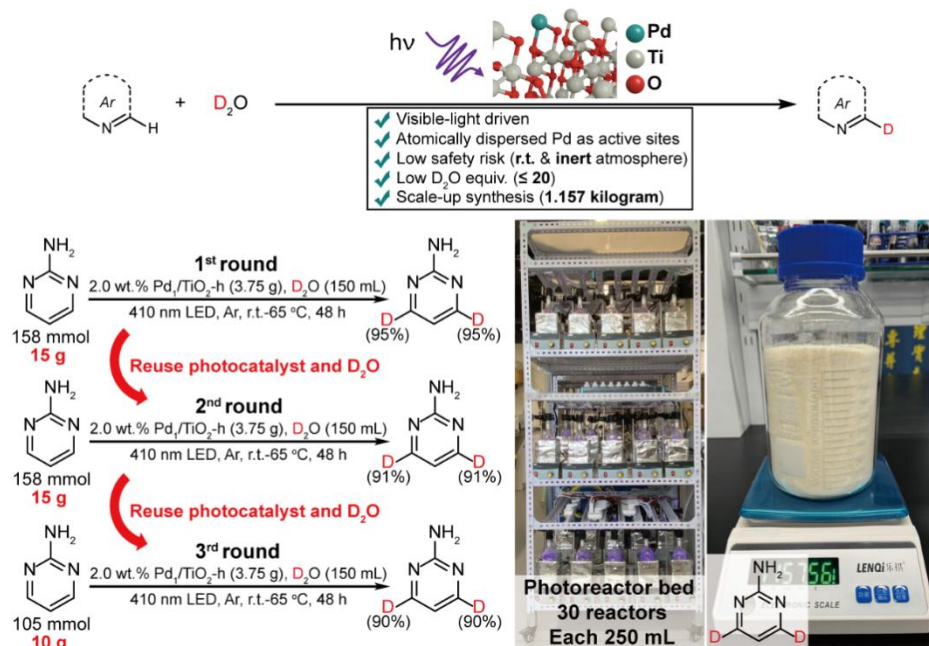 hν
Pd
Ti
O
Ar
N
H
+
D₂O
Ar
N
D
✓ Visible-light driven
✓ Atomically dispersed Pd as active sites
✓ Low safety risk (r.t. & inert atmosphere)
✓ Low D₂O equiv. (≤ 20)
✓ Scale-up synthesis (1.157 kilogram)
NH₂
N N
158 mmol
15 g
1st round
2.0 wt.% Pd₁/TiO₂-h (3.75 g), D₂O (150 mL)
410 nm LED, Ar, r.t.-65 °C, 48 h
NH₂
N N
D D
(95%) (95%)
Reuse photocatalyst and D₂O
NH₂
N N
158 mmol
15 g
2nd round
2.0 wt.% Pd₁/TiO₂-h (3.75 g), D₂O (150 mL)
410 nm LED, Ar, r.t.-65 °C, 48 h
NH₂
N N
D D
(91%) (91%)
Reuse photocatalyst and D₂O
NH₂
N N
105 mmol
10 g
3rd round
2.0 wt.% Pd₁/TiO₂-h (3.75 g), D₂O (150 mL)
410 nm LED, Ar, r.t.-65 °C, 48 h
NH₂
N N
D D
(90%) (90%)
Photoreactor bed
30 reactors
Each 250 mL
LENQi 乐祺
SCALE
NH₂
N N
D D